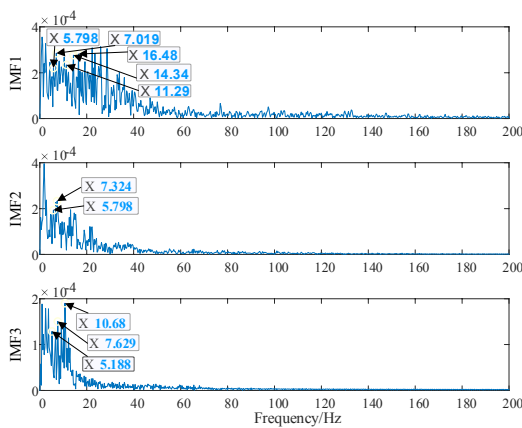 × 10⁻⁴
4
2
0
IMF1
X 5.798
X 7.019
X 16.48
X 14.34
X 11.29
0 20 40 60 80 100 120 140 160 180 200
× 10⁻⁴
4
2
0
IMF2
X 7.324
X 5.798
0 20 40 60 80 100 120 140 160 180 200
× 10⁻⁴
2
1
0
IMF3
X 10.68
X 7.629
X 5.188
0 20 40 60 80 100 120 140 160 180 200
Frequency/Hz